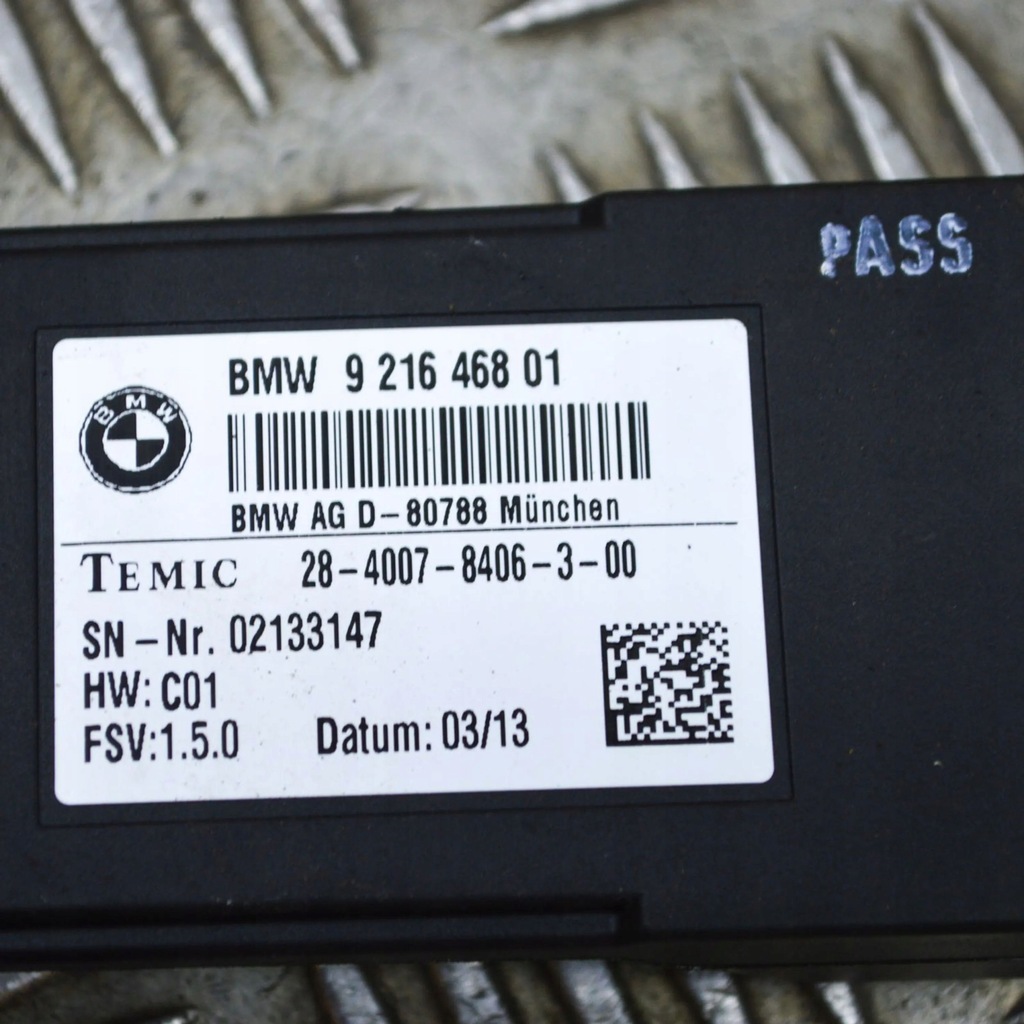 PASS
BMW 9 216 468 01
BMW
BMW AG D-80788 München
TEMIC 28-4007-8406-3-00
SN-Nr. 02133147
HW: C01
FSV:1.5.0 Datum: 03/13